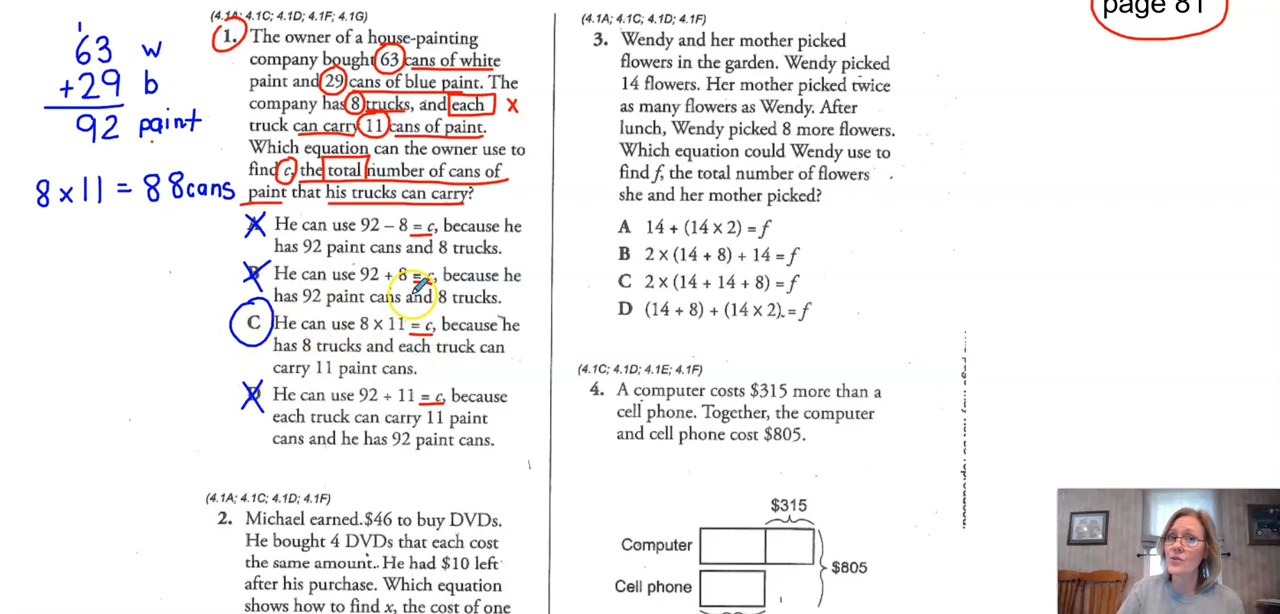 page 81
1
63 w
+29 b
92 paint
8 x 11 = 88 cans
(4.1A; 4.1C; 4.1D; 4.1F; 4.1G)
1. The owner of a house-painting
company bought 63 cans of white
paint and 29 cans of blue paint. The
company has 8 trucks, and each X
truck can carry 11 cans of paint.
Which equation can the owner use to
find c, the total number of cans of
paint that his trucks can carry?
A He can use 92 – 8 = c, because he
has 92 paint cans and 8 trucks.
B He can use 92 + 8 = c, because he
has 92 paint cans and 8 trucks.
C He can use 8 × 11 = c, because he
has 8 trucks and each truck can
carry 11 paint cans.
D He can use 92 + 11 = c, because
each truck can carry 11 paint
cans and he has 92 paint cans.
(4.1A; 4.1C; 4.1D; 4.1F)
2. Michael earned $46 to buy DVDs.
He bought 4 DVDs that each cost
the same amount. He had $10 left
after his purchase. Which equation
shows how to find x, the cost of one
(4.1A; 4.1C; 4.1D; 4.1F)
3. Wendy and her mother picked
flowers in the garden. Wendy picked
14 flowers. Her mother picked twice
as many flowers as Wendy. After
lunch, Wendy picked 8 more flowers.
Which equation could Wendy use to
find f, the total number of flowers
she and her mother picked?
A 14 + (14 × 2) = f
B 2 × (14 + 8) + 14 = f
C 2 × (14 + 14 + 8) = f
D (14 + 8) + (14 × 2) = f
(4.1C; 4.1D; 4.1E; 4.1F)
4. A computer costs $315 more than a
cell phone. Together, the computer
and cell phone cost $805.
$315
Computer
$805
Cell phone